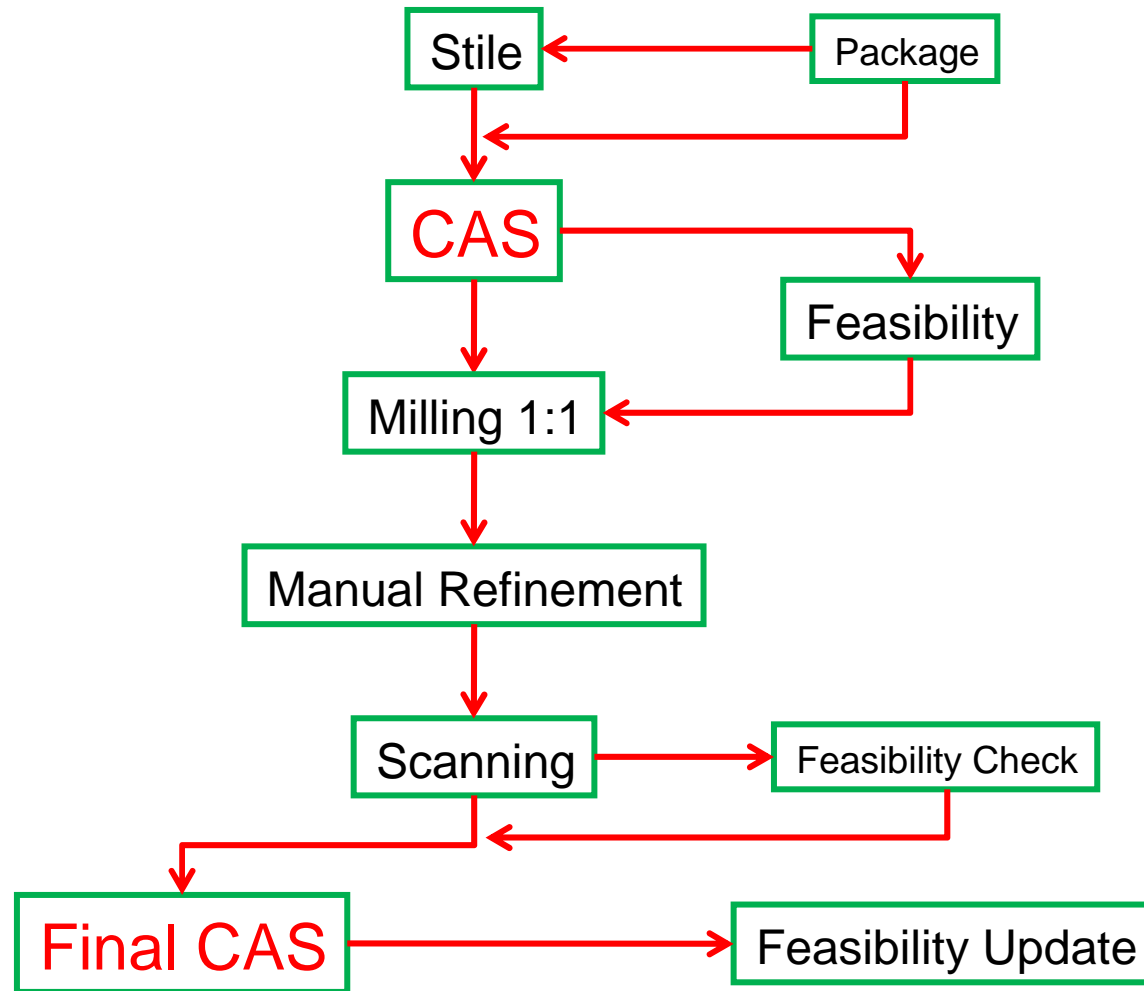 Stile
Package
CAS
Feasibility
Milling 1:1
Manual Refinement
Scanning
Feasibility Check
Final CAS
Feasibility Update